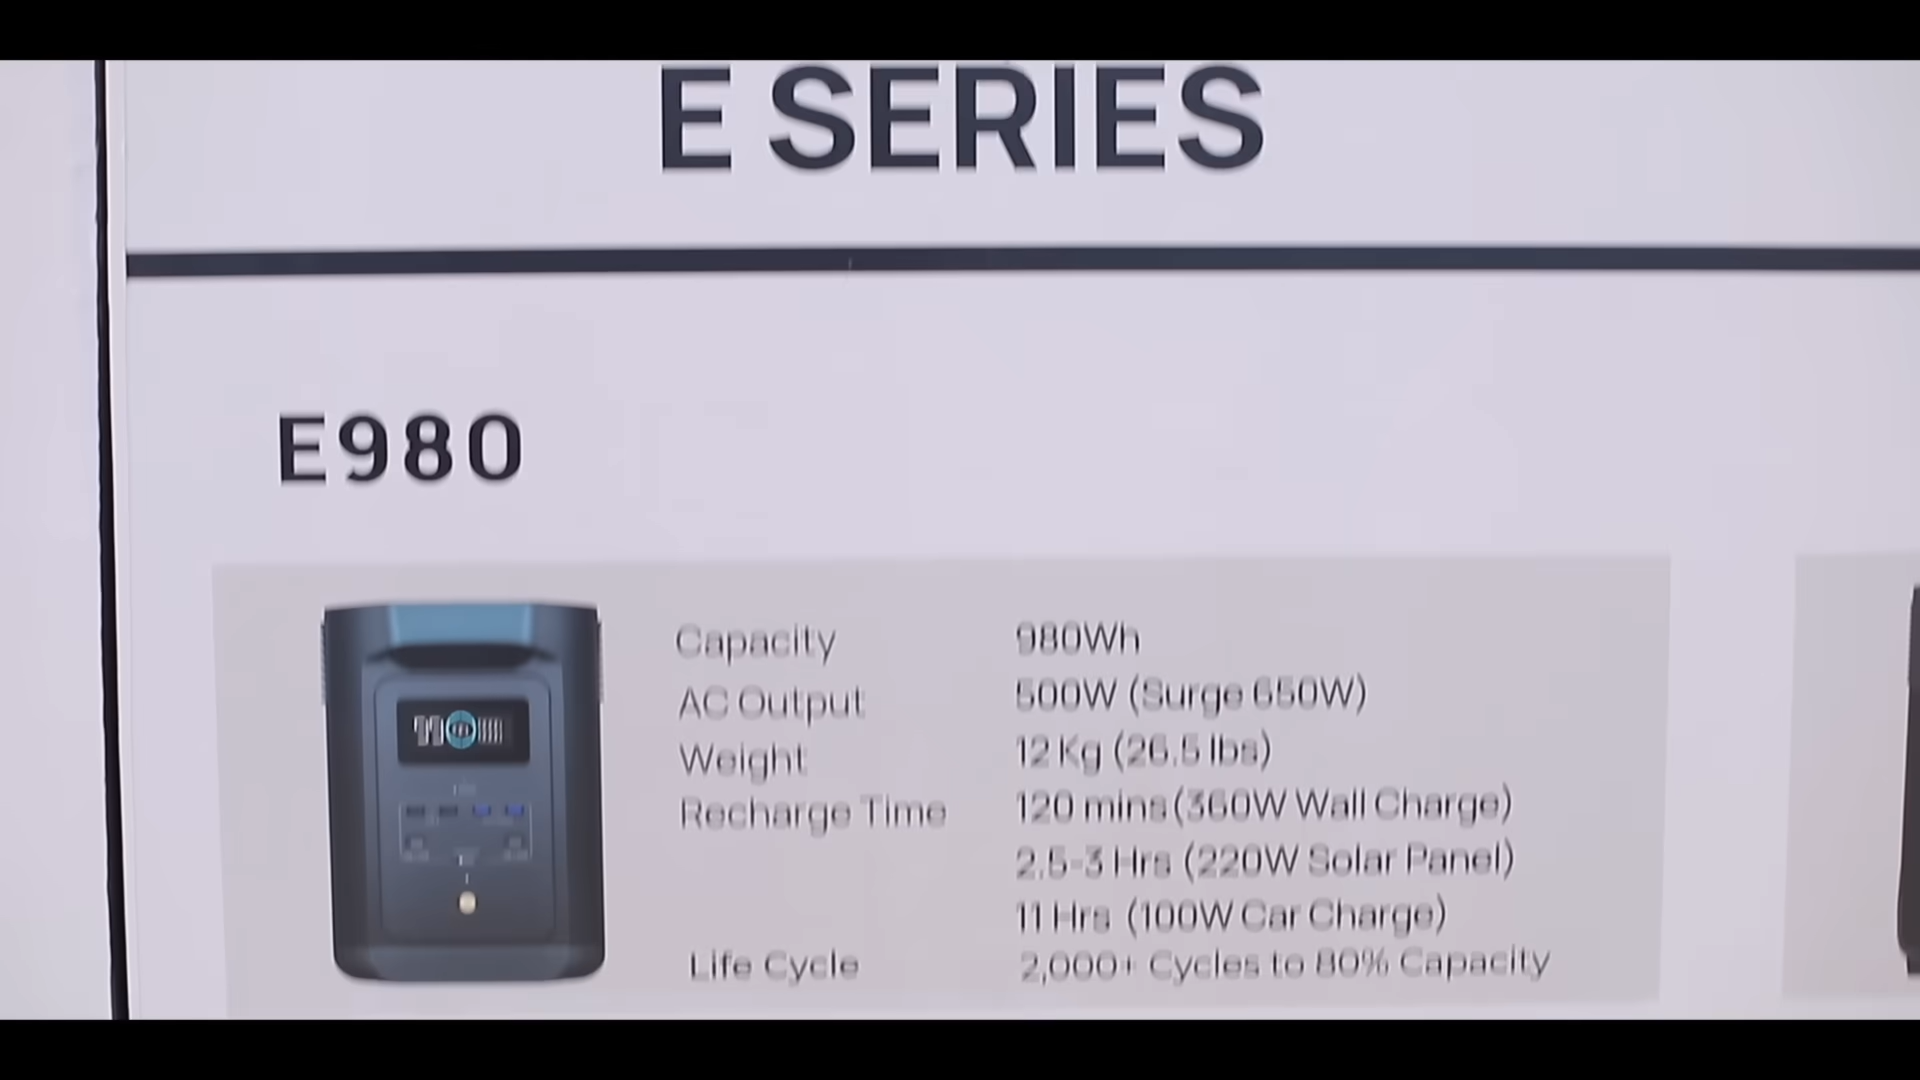 E SERIES
E980
Capacity 980Wh
AC Output 500W (Surge 650W)
Weight 12 Kg (26.5 lbs)
Recharge Time 120 mins (360W Wall Charge)
2.5-3 Hrs (220W Solar Panel)
11 Hrs (100W Car Charge)
Life Cycle 2,000+ Cycles to 80% Capacity